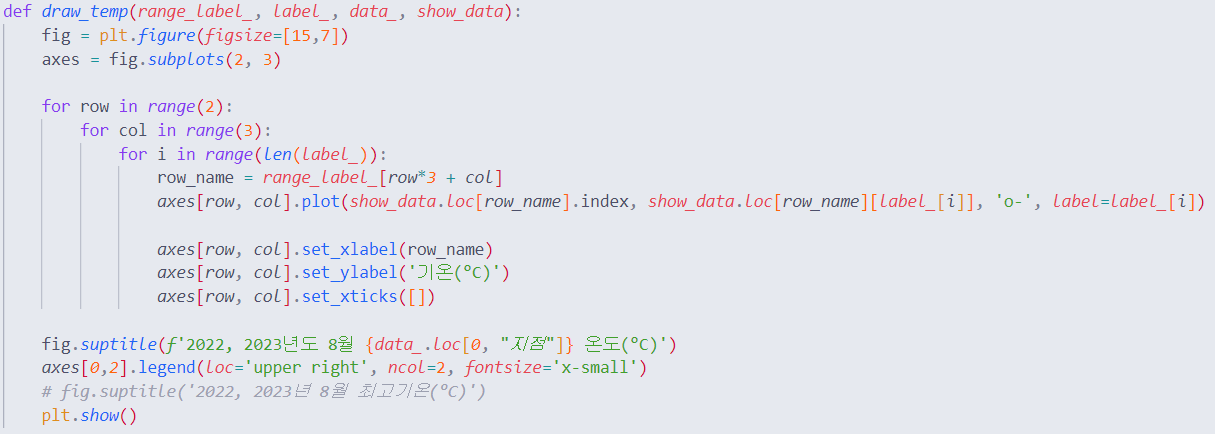 def draw_temp(range_label_, label_, data_, show_data):
    fig = plt.figure(figsize=[15,7])
    axes = fig.subplots(2, 3)

    for row in range(2):
        for col in range(3):
            for i in range(len(label_)):
                row_name = range_label_[row*3 + col]
                axes[row, col].plot(show_data.loc[row_name].index, show_data.loc[row_name][label_[i]], 'o-', label=label_[i])

                axes[row, col].set_xlabel(row_name)
                axes[row, col].set_ylabel('기온(℃)')
                axes[row, col].set_xticks([])

    fig.suptitle(f'2022, 2023년도 8월 {data_.loc[0, "지점"]} 온도(℃)')
    axes[0,2].legend(loc='upper right', ncol=2, fontsize='x-small')
    # fig.suptitle('2022, 2023년 8월 최고기온(℃)')
    plt.show()